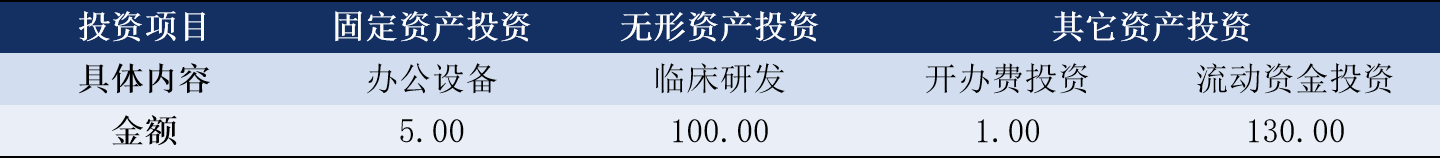 投资项目 固定资产投资 无形资产投资 其它资产投资
具体内容 办公设备 临床研发 开办费投资 流动资金投资
金额 5.00 100.00 1.00 130.00